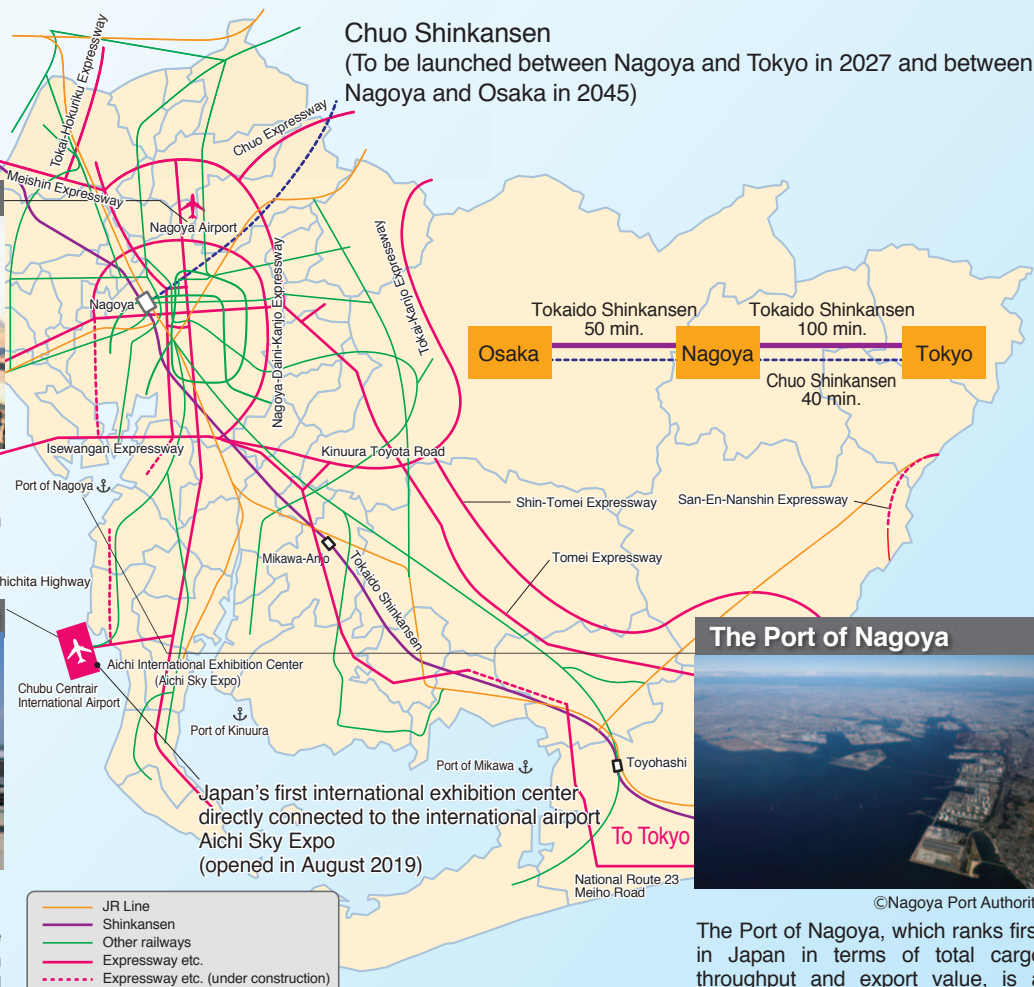 Chuo Shinkansen
(To be launched between Nagoya and Tokyo in 2027 and between
Nagoya and Osaka in 2045)
Tokai-Hokuriku Expressway
Chuo Expressway
Meishin Expressway
Nagoya Airport
Nagoya
Nagoya-Daini-Kanjo Expressway
Tokai-Kanjo Expressway
Tokaido Shinkansen
50 min.
Tokaido Shinkansen
100 min.
Osaka
Nagoya
Tokyo
Chuo Shinkansen
40 min.
Isewangan Expressway
Kinuura Toyota Road
Port of Nagoya
Shin-Tomei Expressway
San-En-Nanshin Expressway
Mikawa-Anjo
Tokaido Shinkansen
Tomei Expressway
Highway
Aichi International Exhibition Center
(Aichi Sky Expo)
Chubu Centrair
International Airport
Port of Kinuura
Port of Mikawa
Toyohashi
Japan's first international exhibition center
directly connected to the international airport
Aichi Sky Expo
(opened in August 2019)
To Tokyo
National Route 23
Meiho Road
JR Line
Shinkansen
Other railways
Expressway etc.
Expressway etc. (under construction)
The Port of Nagoya
©Nagoya Port Authorit
The Port of Nagoya, which ranks first
in Japan in terms of total cargo
throughput and export value, is a